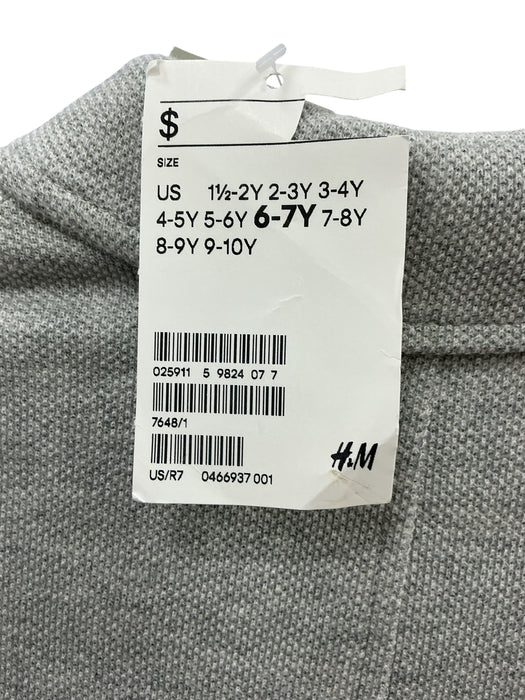 $
SIZE
US 1½-2Y 2-3Y 3-4Y
4-5Y 5-6Y 6-7Y 7-8Y
8-9Y 9-10Y
025911 5 9824 07 7
7648/1
US/R7 0466937 001
H&M